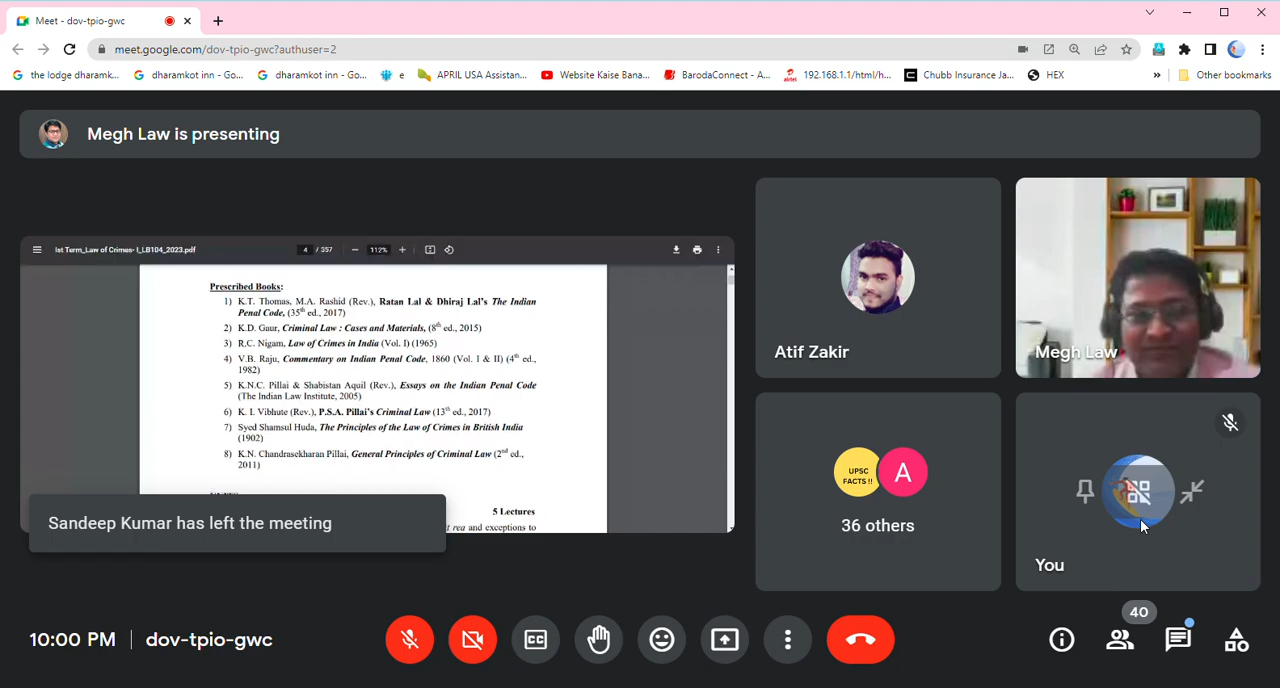 Meet - dov-tpio-gwc
meet.google.com/dov-tpio-gwc?authuser=2
the lodge dharamk...
dharamkot inn - Go...
dharamkot inn - Go...
e
APRIL USA Assistan...
Website Kaise Bana...
BarodaConnect - A...
airtel
192.168.1.1/html/h...
Chubb Insurance Ja...
HEX
»
Other bookmarks
Megh Law is presenting
Ist Term_Law of Crimes- I_LB104_2023.pdf
4 / 357
112%
Prescribed Books:
1) K.T. Thomas, M.A. Rashid (Rev.), Ratan Lal & Dhiraj Lal's The Indian
Penal Code, (35th ed., 2017)
2) K.D. Gaur, Criminal Law : Cases and Materials, (8th ed., 2015)
3) R.C. Nigam, Law of Crimes in India (Vol. I) (1965)
4) V.B. Raju, Commentary on Indian Penal Code, 1860 (Vol. I & II) (4th ed.,
1982)
5) K.N.C. Pillai & Shabistan Aquil (Rev.), Essays on the Indian Penal Code
(The Indian Law Institute, 2005)
6) K. I. Vibhute (Rev.), P.S.A. Pillai's Criminal Law (13th ed., 2017)
7) Syed Shamsul Huda, The Principles of the Law of Crimes in British India
(1902)
8) K.N. Chandrasekharan Pillai, General Principles of Criminal Law (2nd ed.,
2011)
5 Lectures
rea and exceptions to
Sandeep Kumar has left the meeting
Atif Zakir
Megh Law
UPSC
FACTS !!
A
36 others
You
10:00 PM | dov-tpio-gwc
CC
40